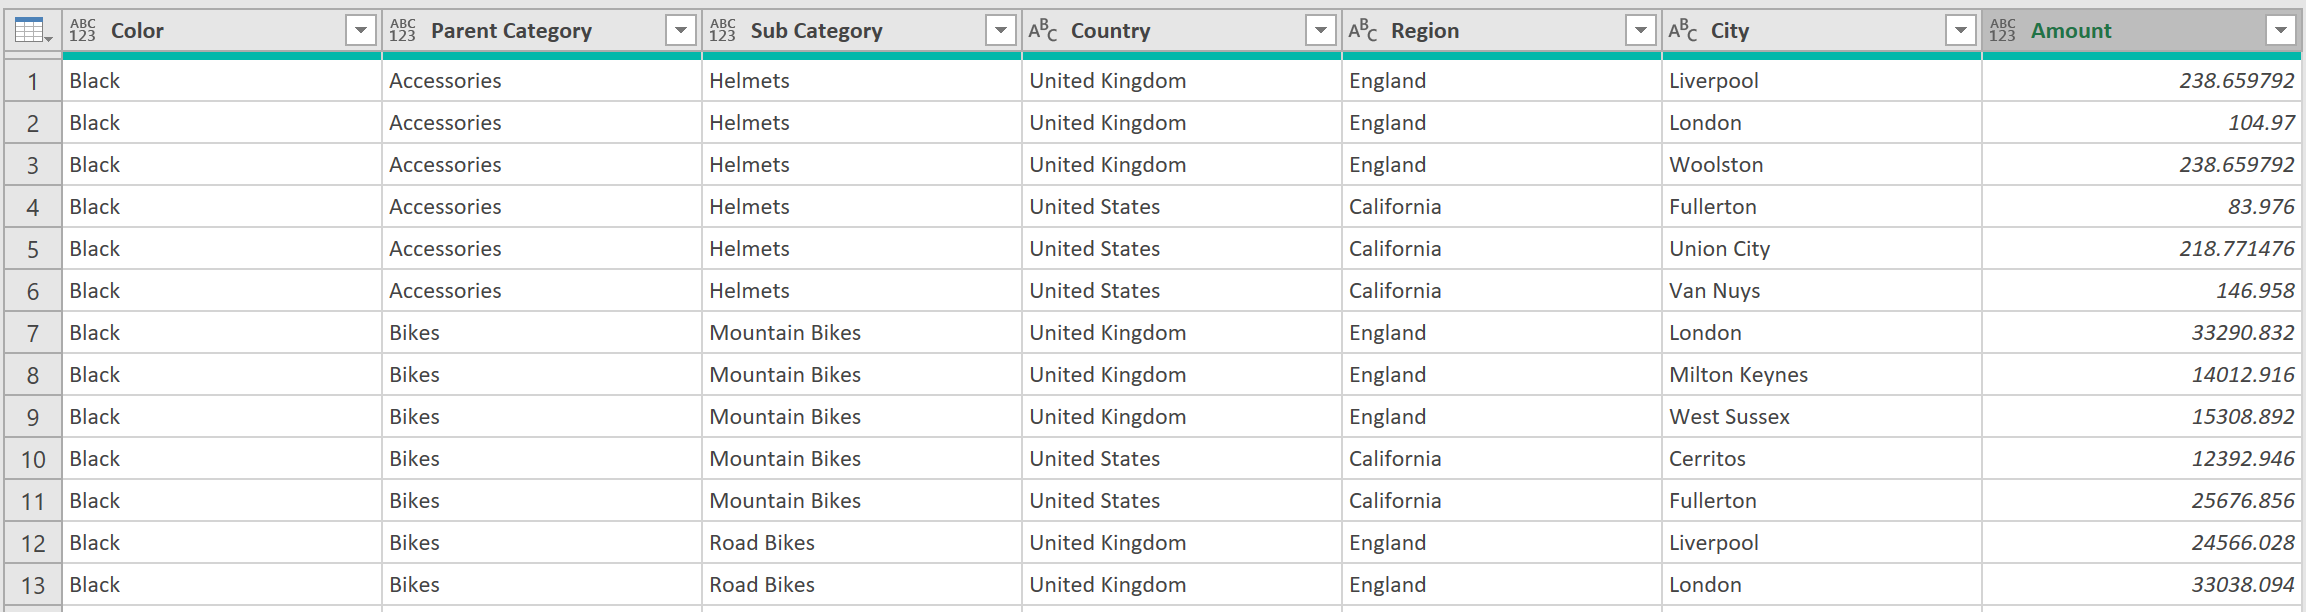 ABC 123 Color ABC 123 Parent Category ABC 123 Sub Category ABC Country ABC Region ABC City ABC 123 Amount
1 Black Accessories Helmets United Kingdom England Liverpool 238.659792
2 Black Accessories Helmets United Kingdom England London 104.97
3 Black Accessories Helmets United Kingdom England Woolston 238.659792
4 Black Accessories Helmets United States California Fullerton 83.976
5 Black Accessories Helmets United States California Union City 218.771476
6 Black Accessories Helmets United States California Van Nuys 146.958
7 Black Bikes Mountain Bikes United Kingdom England London 33290.832
8 Black Bikes Mountain Bikes United Kingdom England Milton Keynes 14012.916
9 Black Bikes Mountain Bikes United Kingdom England West Sussex 15308.892
10 Black Bikes Mountain Bikes United States California Cerritos 12392.946
11 Black Bikes Mountain Bikes United States California Fullerton 25676.856
12 Black Bikes Road Bikes United Kingdom England Liverpool 24566.028
13 Black Bikes Road Bikes United Kingdom England London 33038.094